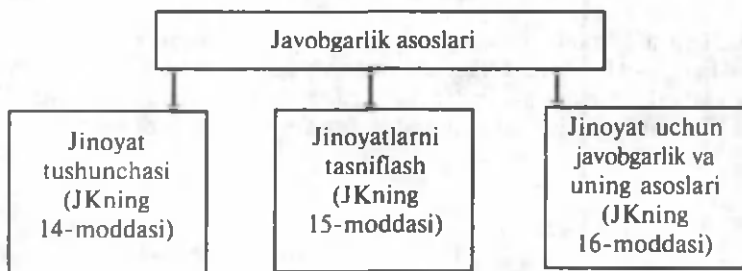 Javobgarlik asoslari
Jinoyat
tushunchasi
(JKning
14-moddasi)
Jinoyatlarni
tasniflash
(JKning
15-moddasi)
Jinoyat uchun
javobgarlik va
uning asoslari
(JKning
16-moddasi)